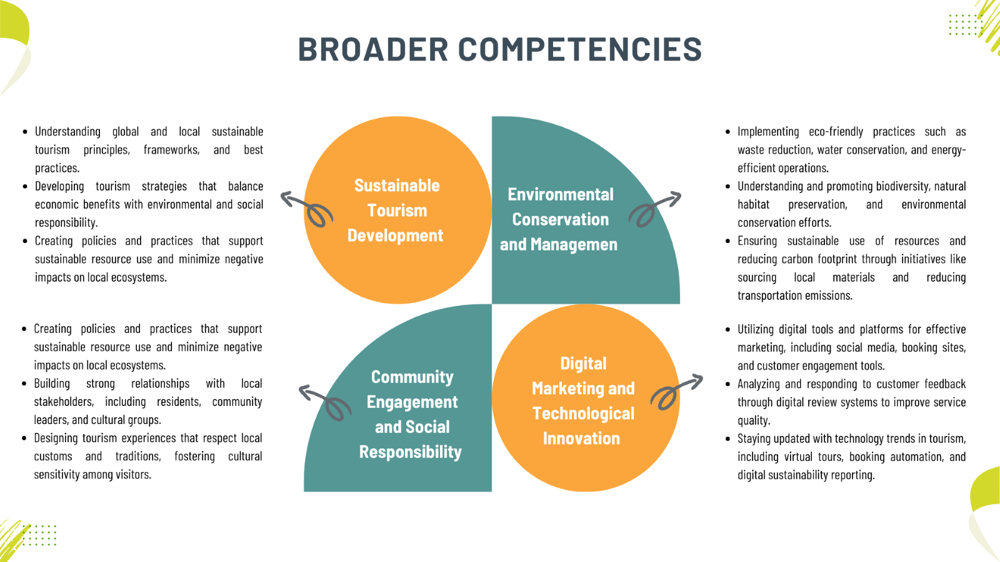 BROADER COMPETENCIES
• Understanding global and local sustainable
tourism principles, frameworks, and best
practices.
• Developing tourism strategies that balance
economic benefits with environmental and social
responsibility.
• Creating policies and practices that support
sustainable resource use and minimize negative
impacts on local ecosystems.
Sustainable
Tourism
Development
Environmental
Conservation
and Managemen
• Implementing eco-friendly practices such as
waste reduction, water conservation, and energy-
efficient operations.
• Understanding and promoting biodiversity, natural
habitat preservation, and environmental
conservation efforts.
• Ensuring sustainable use of resources and
reducing carbon footprint through initiatives like
sourcing local materials and reducing
transportation emissions.
• Creating policies and practices that support
sustainable resource use and minimize negative
impacts on local ecosystems.
• Building strong relationships with local
stakeholders, including residents, community
leaders, and cultural groups.
• Designing tourism experiences that respect local
customs and traditions, fostering cultural
sensitivity among visitors.
Community
Engagement
and Social
Responsibility
Digital
Marketing and
Technological
Innovation
• Utilizing digital tools and platforms for effective
marketing, including social media, booking sites,
and customer engagement tools.
• Analyzing and responding to customer feedback
through digital review systems to improve service
quality.
• Staying updated with technology trends in tourism,
including virtual tours, booking automation, and
digital sustainability reporting.